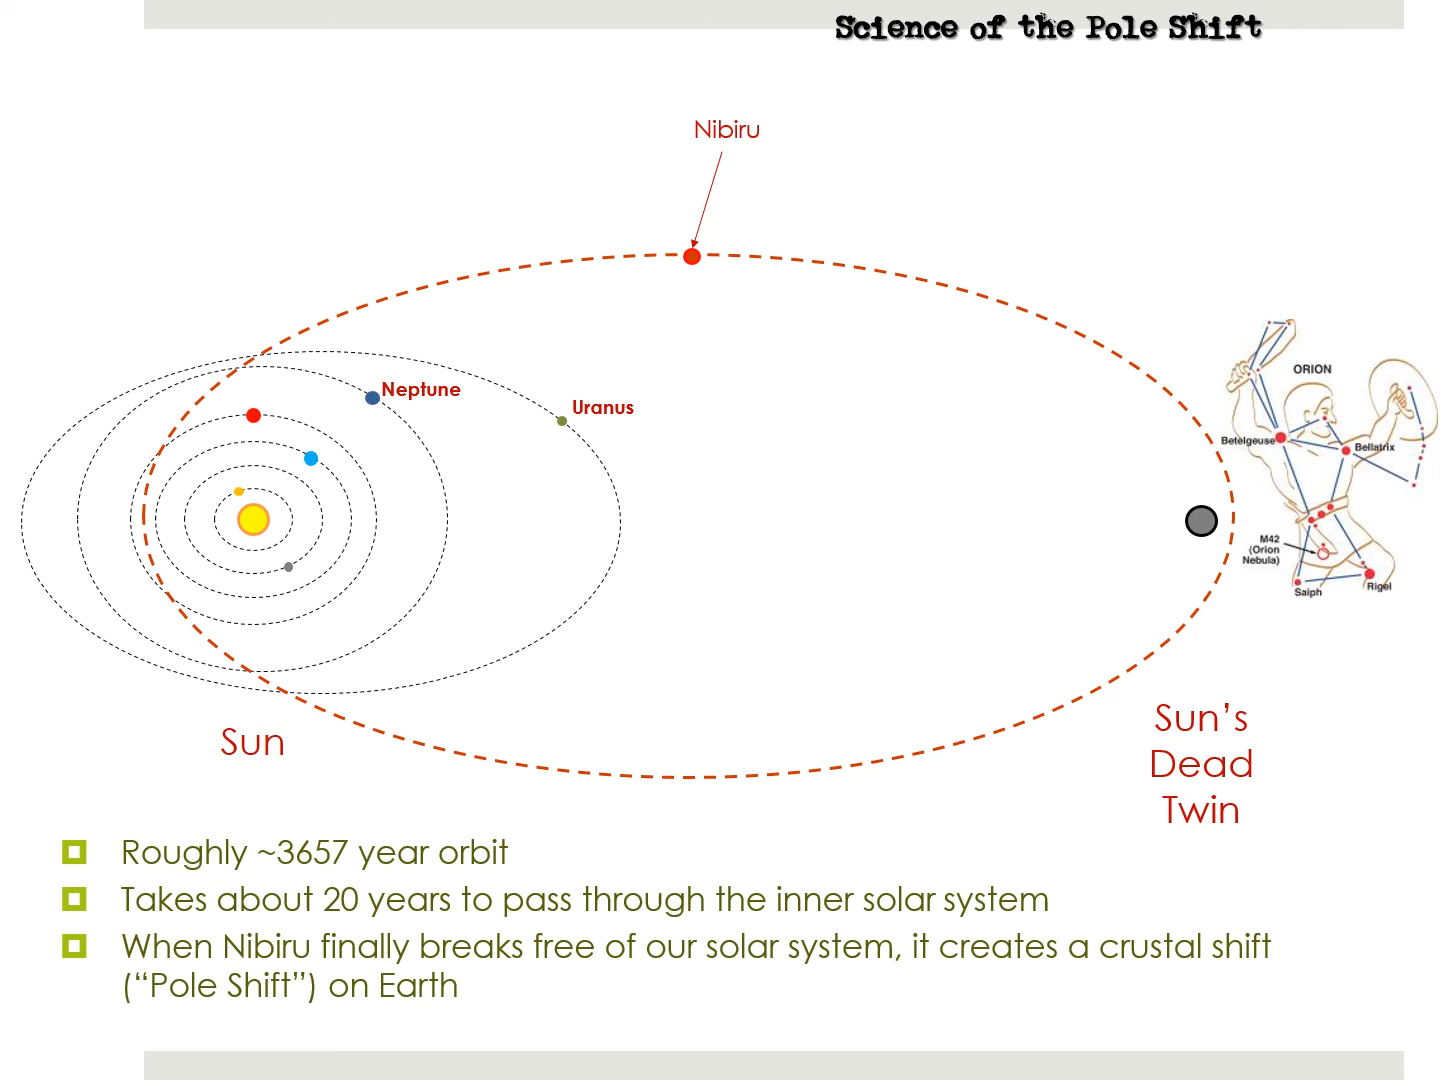 Science of the Pole Shift
Nibiru
Neptune
Uranus
ORION
Betelgeuse
Bellatrix
M42
(Orion
Nebula)
Saiph
Rigel
Sun
Sun’s
Dead
Twin
Roughly ~3657 year orbit
Takes about 20 years to pass through the inner solar system
When Nibiru finally breaks free of our solar system, it creates a crustal shift
(“Pole Shift”) on Earth